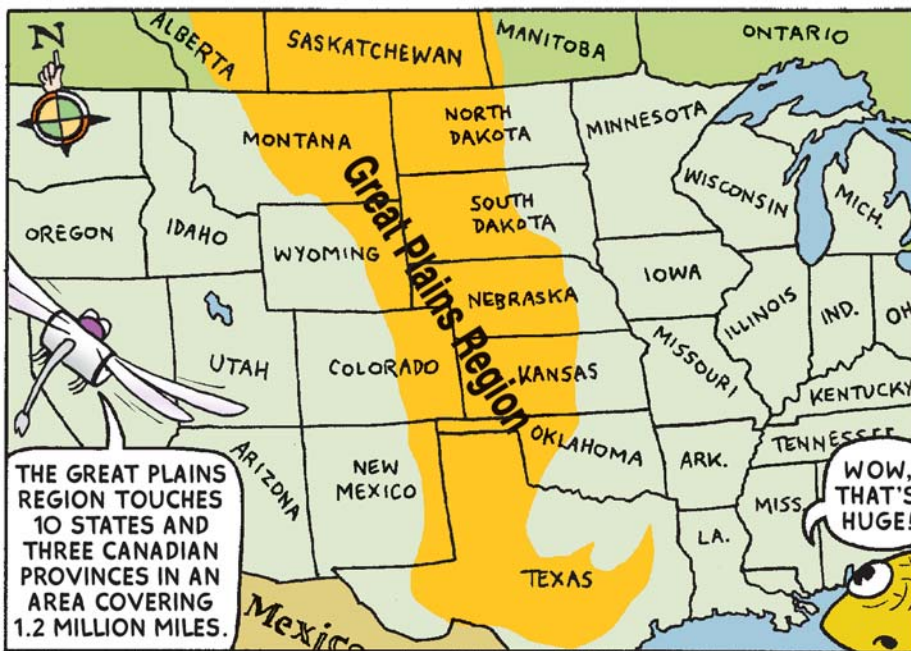 N
ALBERTA
SASKATCHEWAN
MANITOBA
ONTARIO
MONTANA
NORTH
DAKOTA
MINNESOTA
WISCONSIN
MICH.
OREGON
IDAHO
WYOMING
SOUTH
DAKOTA
Great Plains Region
IOWA
NEBRASKA
ILLINOIS
IND.
OH
UTAH
COLORADO
KANSAS
MISSOURI
KENTUCKY
ARIZONA
NEW
MEXICO
OKLAHOMA
ARK.
TENNESSEE
MISS
LA.
TEXAS
Mexico
THE GREAT PLAINS
REGION TOUCHES
10 STATES AND
THREE CANADIAN
PROVINCES IN AN
AREA COVERING
1.2 MILLION MILES.
WOW,
THAT'S
HUGE!